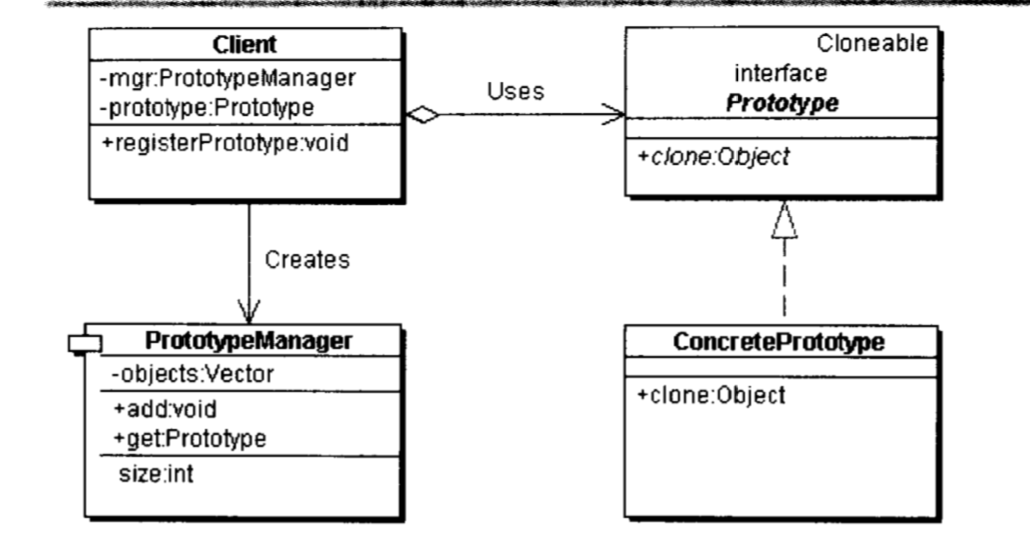 Client
-mgr:PrototypeManager
-prototype:Prototype
+registerPrototype:void
Uses
Cloneable
interface
Prototype
+clone:Object
Creates
PrototypeManager
-objects:Vector
+add:void
+get:Prototype
size:int
ConcretePrototype
+clone:Object